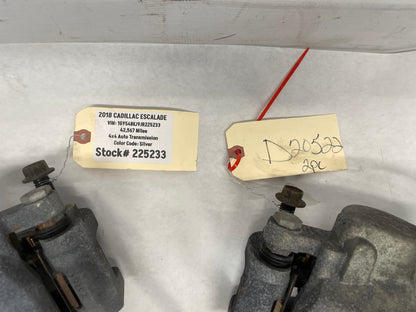 2018 CADILLAC ESCALADE
42,567 Miles
4x4 Auto Transmission
Color Code: Silver
Stock# 225233
D20522
2pc